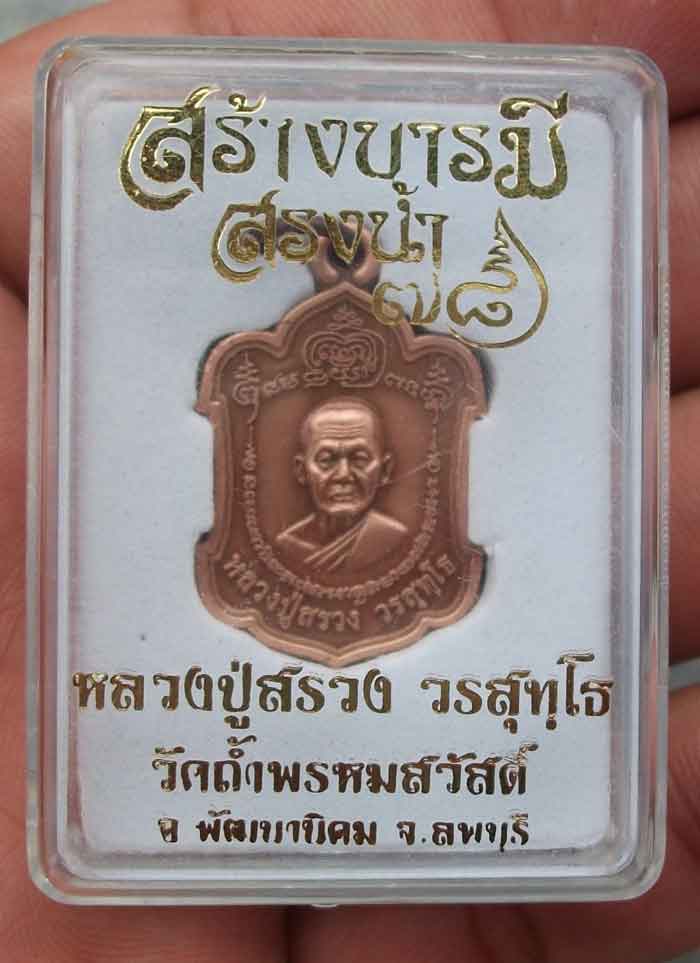 สร้างบารมี
สรงน้ำ
๗๘
หลวงปู่สรวง วรสุทฺโธ
หลวงปู่สรวง วรสุทฺโธ
วัดถ้ำพรหมสวัสดิ์
อ พัฒนานิคม จ.ลพบุรี